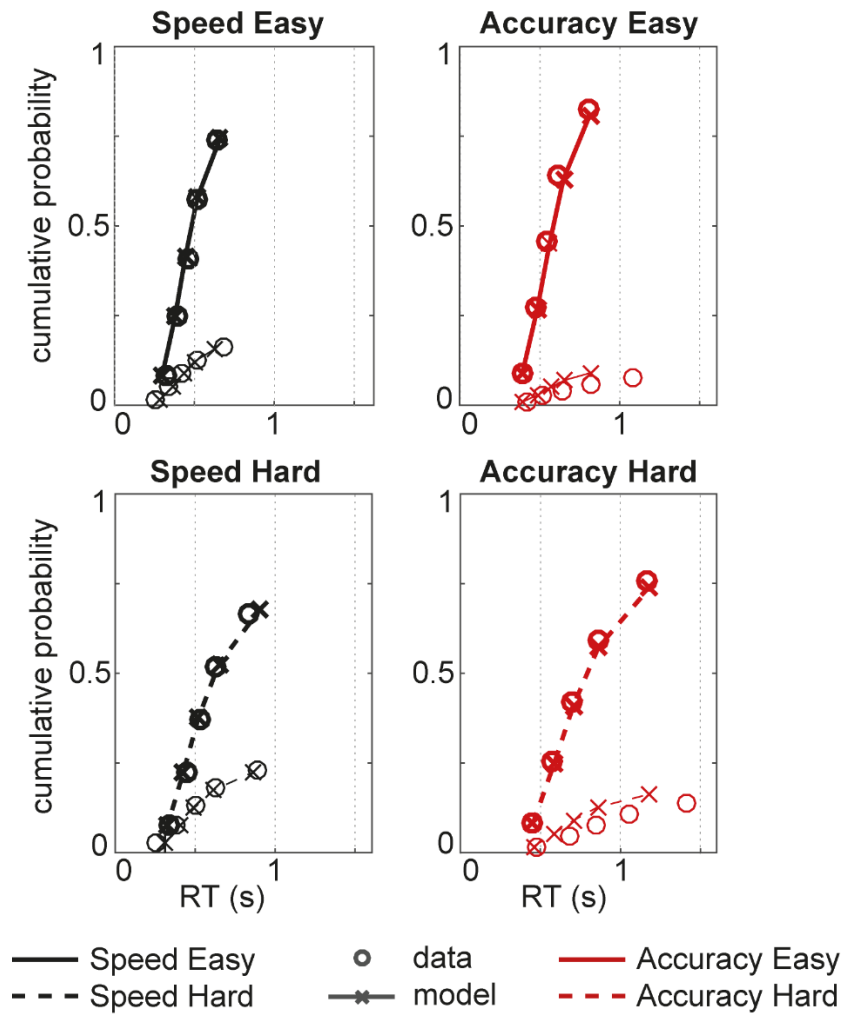 Speed Easy
Accuracy Easy
cumulative probability
1
0.5
0
0
1
1
0.5
0
0
1
Speed Hard
Accuracy Hard
cumulative probability
1
0.5
0
0
1
RT (s)
1
0.5
0
0
1
RT (s)
Speed Easy
data
Accuracy Easy
Speed Hard
model
Accuracy Hard